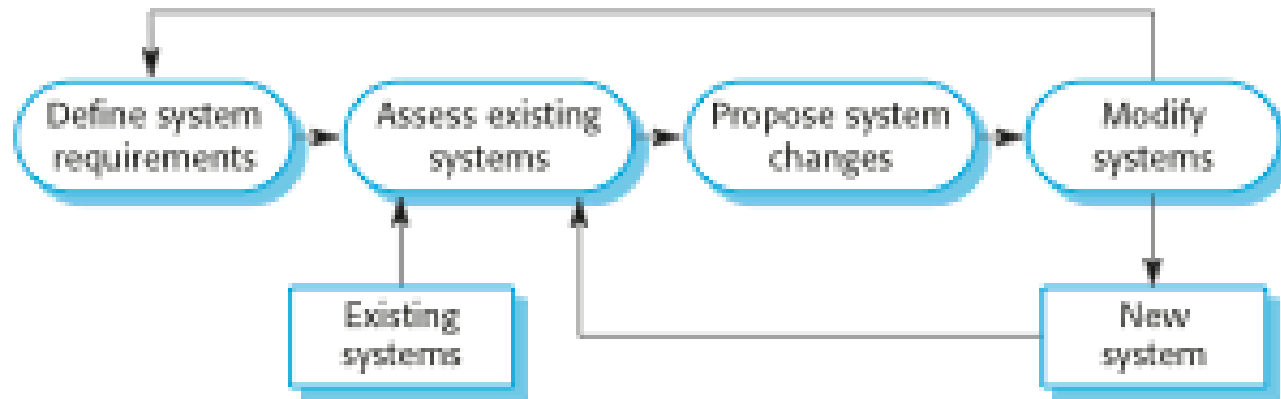 Define system
requirements
Assess existing
systems
Propose system
changes
Modify
systems
Existing
systems
New
system